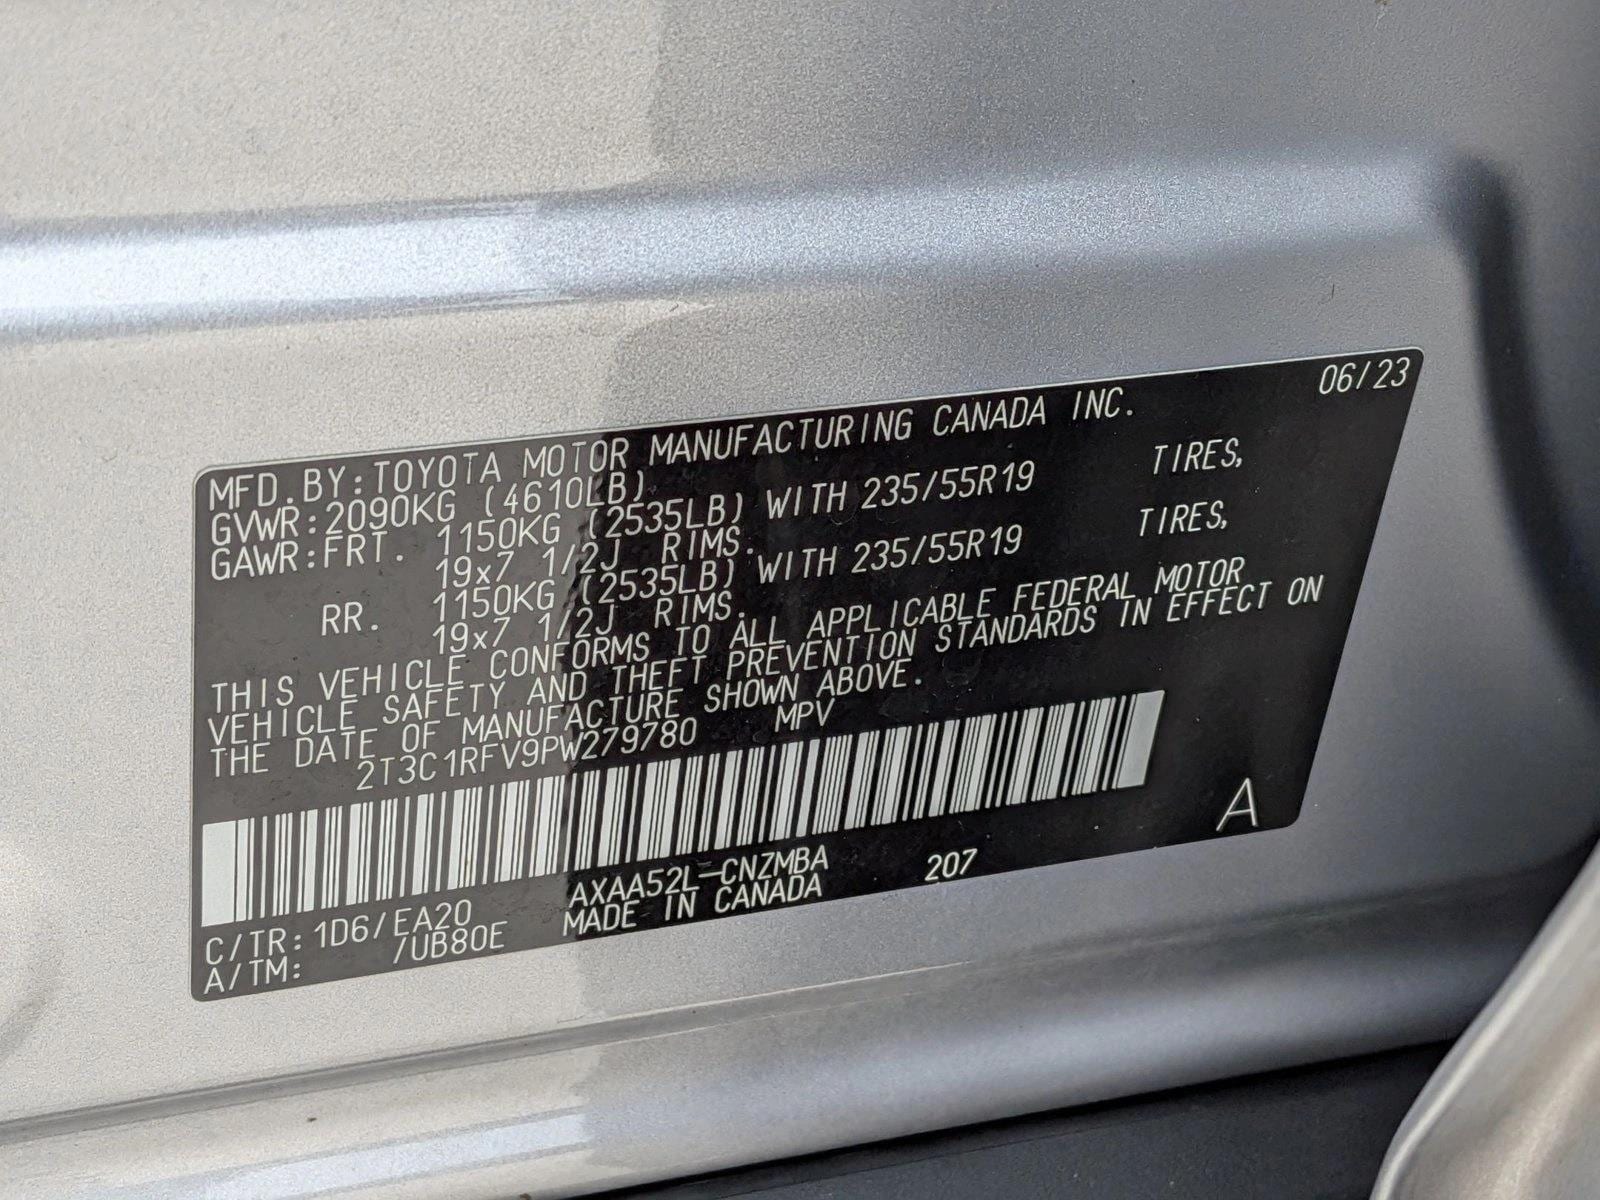 06/23
MFD.BY:TOYOTA MOTOR MANUFACTURING CANADA INC.
GVWR:2090KG (4610LB)
GAWR:FRT. 1150KG (2535LB) WITH 235/55R19 TIRES,
19x7 1/2J RIMS.
RR. 1150KG (2535LB) WITH 235/55R19 TIRES,
19x7 1/2J RIMS.
THIS VEHICLE CONFORMS TO ALL APPLICABLE FEDERAL MOTOR
VEHICLE SAFETY AND THEFT PREVENTION STANDARDS IN EFFECT ON
THE DATE OF MANUFACTURE SHOWN ABOVE.
2T3C1RFV9PW279780 MPV
A
C/TR:1D6/EA20 AXAA52L-CNZMBA 207
A/TM: /UB80E MADE IN CANADA